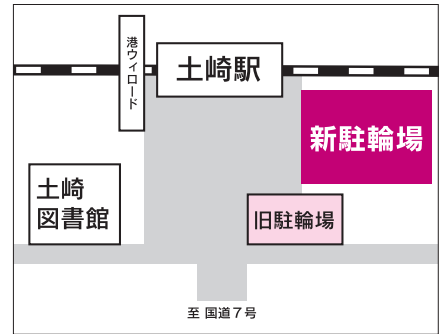 港ウィロード
土崎駅
新駐輪場
土崎
図書館
旧駐輪場
至 国道7号